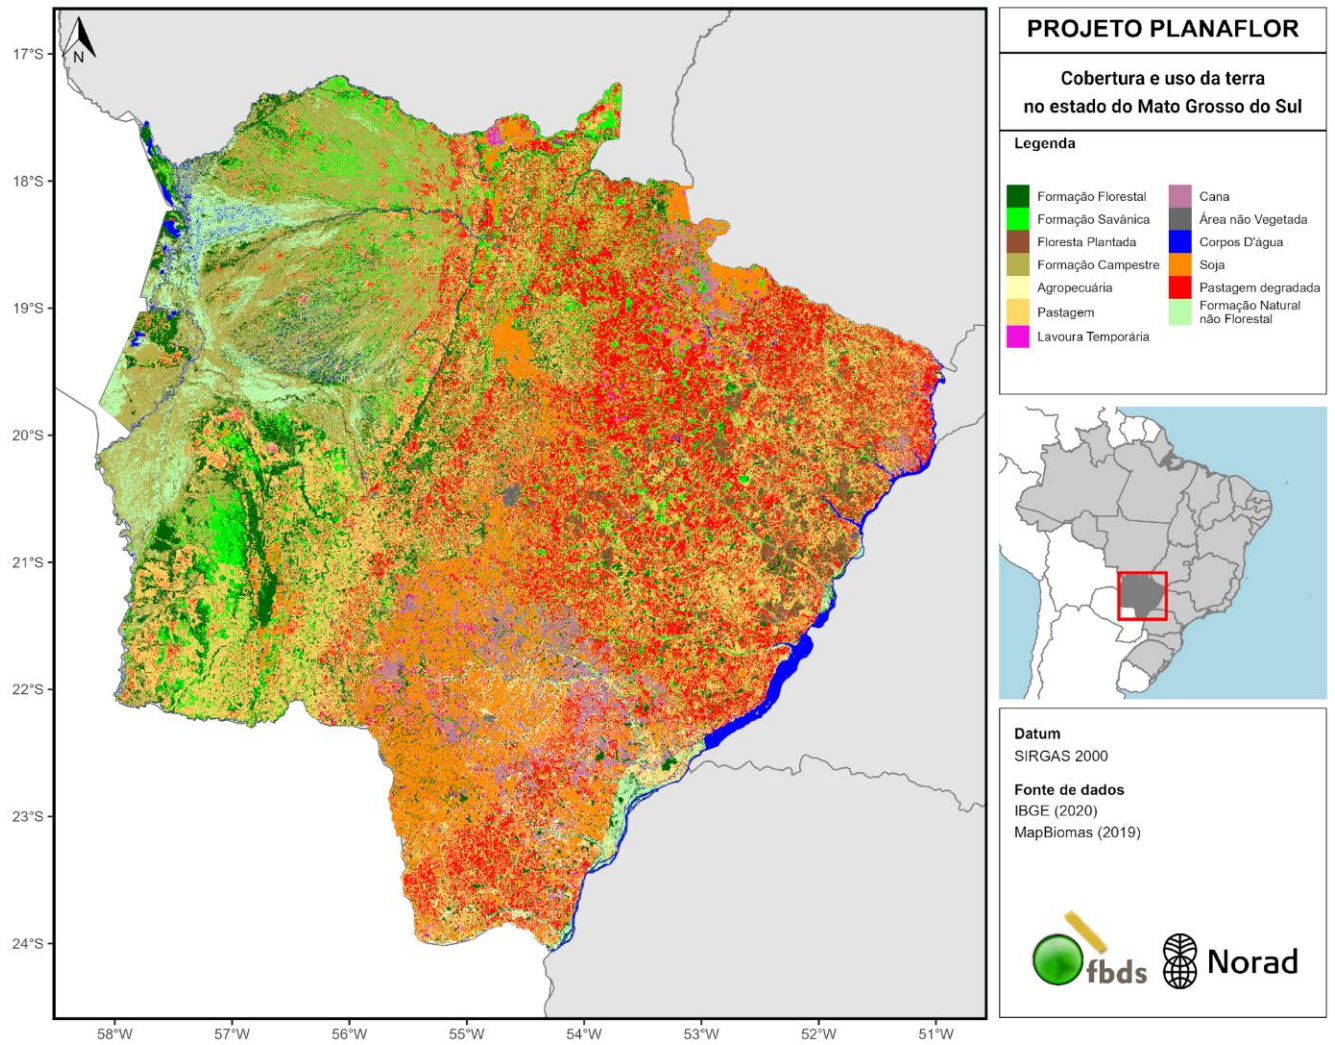 PROJETO PLANAFLOR
Cobertura e uso da terra
no estado do Mato Grosso do Sul
Legenda
Formação Florestal
Formação Savânica
Floresta Plantada
Formação Campestre
Agropecuária
Pastagem
Lavoura Temporária
Cana
Área não Vegetada
Corpos D'água
Soja
Pastagem degradada
Formação Natural
não Florestal
N
17°S
18°S
19°S
20°S
21°S
22°S
23°S
24°S
58°W
57°W
56°W
55°W
54°W
53°W
52°W
51°W
Datum
SIRGAS 2000
Fonte de dados
IBGE (2020)
MapBiomas (2019)
fbds
Norad